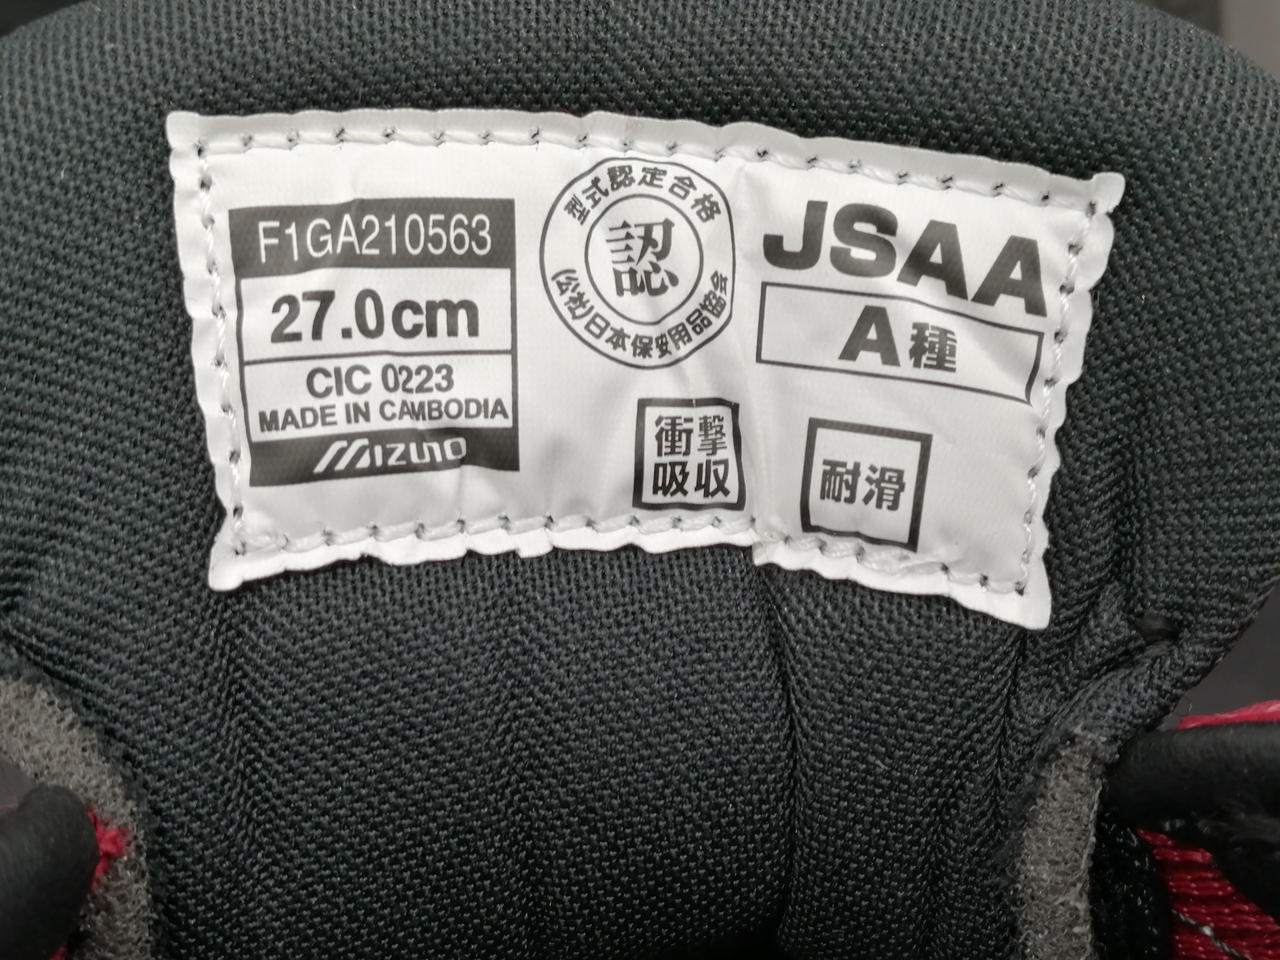 F1GA210563
27.0cm
CIC 0223
MADE IN CAMBODIA
MIZUNO
型式認定合格
認
(公社)日本保安用品協会
衝撃
吸収
JSAA
A種
耐滑